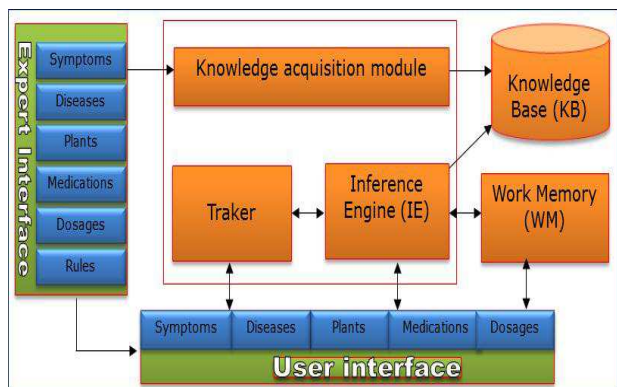 Expert Interface
Symptoms
Diseases
Plants
Medications
Dosages
Rules
Knowledge acquisition module
Knowledge
Base (KB)
Traker
Inference
Engine (IE)
Work Memory
(WM)
Symptoms
Diseases
Plants
Medications
Dosages
User interface